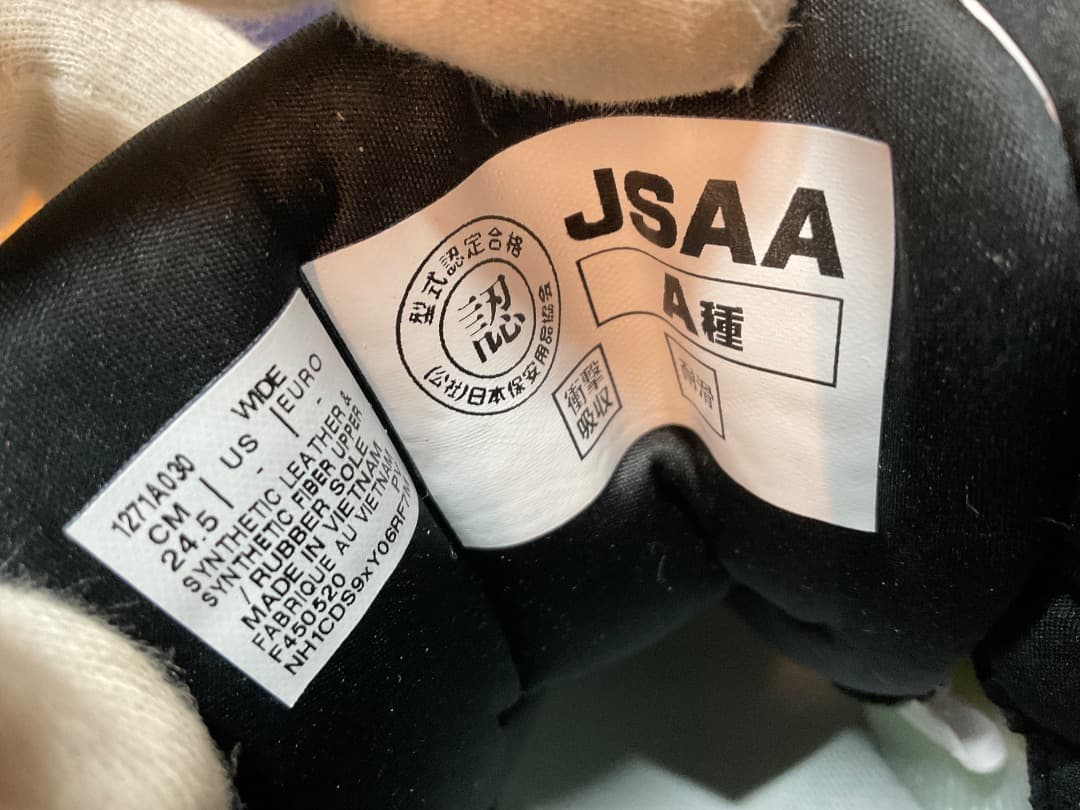 1271A030 WIDE
CM | US | EURO
24.5 | - | -
SYNTHETIC LEATHER &
SYNTHETIC FIBER UPPER
/ RUBBER SOLE
MADE IN VIETNAM
FABRIQUE AU VIETNAM
F450520 PV
NH1CDS9xY06RF7M
型式認定合格
認
(公社)日本保安用品協会
JSAA
A種
衝撃
吸収
耐滑